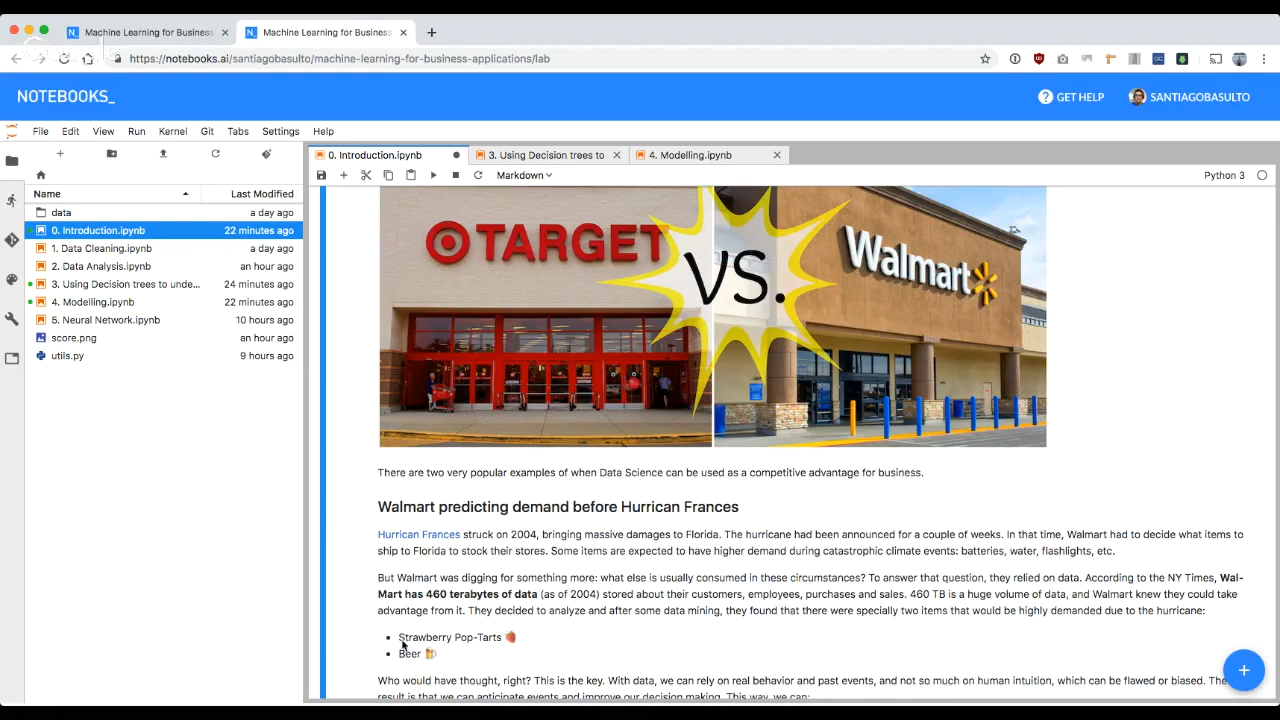 Machine Learning for Business
Machine Learning for Business
https://notebooks.ai/santiagobasulto/machine-learning-for-business-applications/lab
NOTEBOOKS_
GET HELP
SANTIAGOBASULTO
File Edit View Run Kernel Git Tabs Settings Help
0. Introduction.ipynb
3. Using Decision trees to
4. Modelling.ipynb
Markdown
Python 3
Name Last Modified
data a day ago
0. Introduction.ipynb 22 minutes ago
1. Data Cleaning.ipynb a day ago
2. Data Analysis.ipynb an hour ago
3. Using Decision trees to unde... 24 minutes ago
4. Modelling.ipynb 22 minutes ago
5. Neural Network.ipynb 10 hours ago
score.png an hour ago
utils.py 9 hours ago
TARGET
VS.
Walmart
There are two very popular examples of when Data Science can be used as a competitive advantage for business.
Walmart predicting demand before Hurrican Frances
Hurrican Frances struck on 2004, bringing massive damages to Florida. The hurricane had been announced for a couple of weeks. In that time, Walmart had to decide what items to
ship to Florida to stock their stores. Some items are expected to have higher demand during catastrophic climate events: batteries, water, flashlights, etc.
But Walmart was digging for something more: what else is usually consumed in these circumstances? To answer that question, they relied on data. According to the NY Times, Wal-
Mart has 460 terabytes of data (as of 2004) stored about their customers, employees, purchases and sales. 460 TB is a huge volume of data, and Walmart knew they could take
advantage from it. They decided to analyze and after some data mining, they found that there were specially two items that would be highly demanded due to the hurricane:
Strawberry Pop-Tarts 🍓
Beer 🍺
Who would have thought, right? This is the key. With data, we can rely on real behavior and past events, and not so much on human intuition, which can be flawed or biased. The
result is that we can anticipate events and improve our decision making. This way, we can: